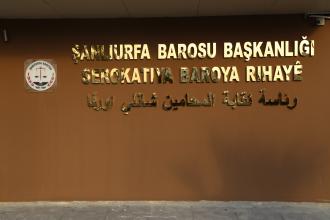 ŞANLIURFA BAROSU BAŞKANLIĞI
SEROKATIYA BAROYA RIHAYÊ
رئاسة نقابة المحامين شانلي اورفا